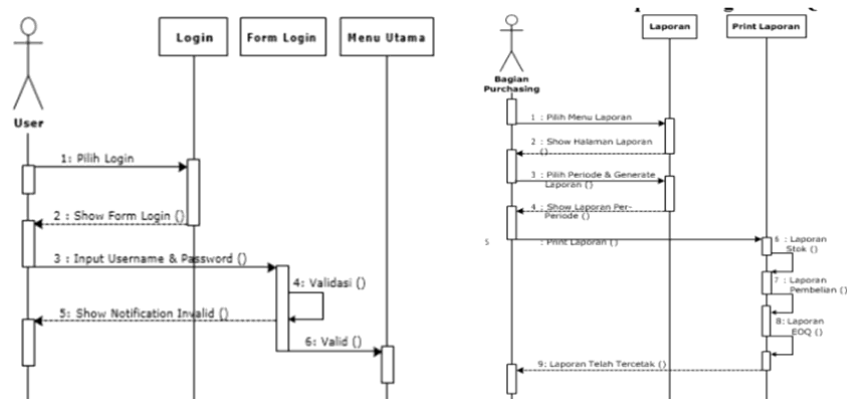 Login
Form Login
Menu Utama
User
1: Pilih Login
2 : Show Form Login ()
3 : Input Username & Password ()
4: Validasi ()
5: Show Notification Invalid ()
6: Valid ()
Laporan
Print Laporan
Bagian
Purchasing
1 : Pilih Menu Laporan
2 : Show Halaman Laporan
()
3 : Pilih Periode & Generate
Laporan ()
4 : Show Laporan Per-
Periode ()
5 : Print Laporan ()
6 : Laporan
Stok ()
7 : Laporan
Pembelian ()
8: Laporan
EOQ ()
9: Laporan Telah Tercetak ()